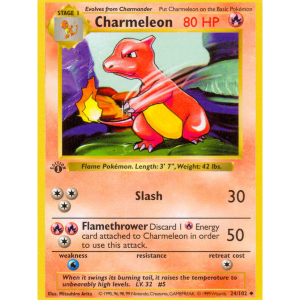 STAGE 1
Evolves from Charmander Put Charmeleon on the Basic Pokémon
Charmeleon 80 HP
1
EDITION
Flame Pokémon. Length: 3' 7", Weight: 42 lbs.
Slash 30
Flamethrower Discard 1 Energy
card attached to Charmeleon in order
to use this attack. 50
weakness resistance retreat cost
When it swings its burning tail, it raises the temperature to
unbearably high levels. LV. 32 #5
Illus. Mitsuhiro Arita
24/102